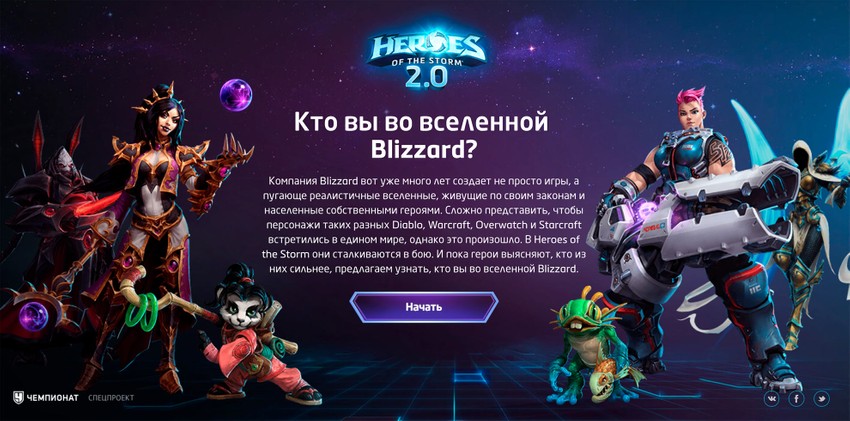 HEROES
OF THE STORM
2.0
Кто вы во вселенной
Blizzard?
Компания Blizzard вот уже много лет создает не просто игры, а
пугающе реалистичные вселенные, живущие по своим законам и
населенные собственными героями. Сложно представить, чтобы
персонажи таких разных Diablo, Warcraft, Overwatch и Starcraft
встретились в едином мире, однако это произошло. В Heroes of
the Storm они сталкиваются в бою. И пока герои выясняют, кто из
них сильнее, предлагаем узнать, кто вы во вселенной Blizzard.
Начать
ЧЕМПИОНАТ СПЕЦПРОЕКТ